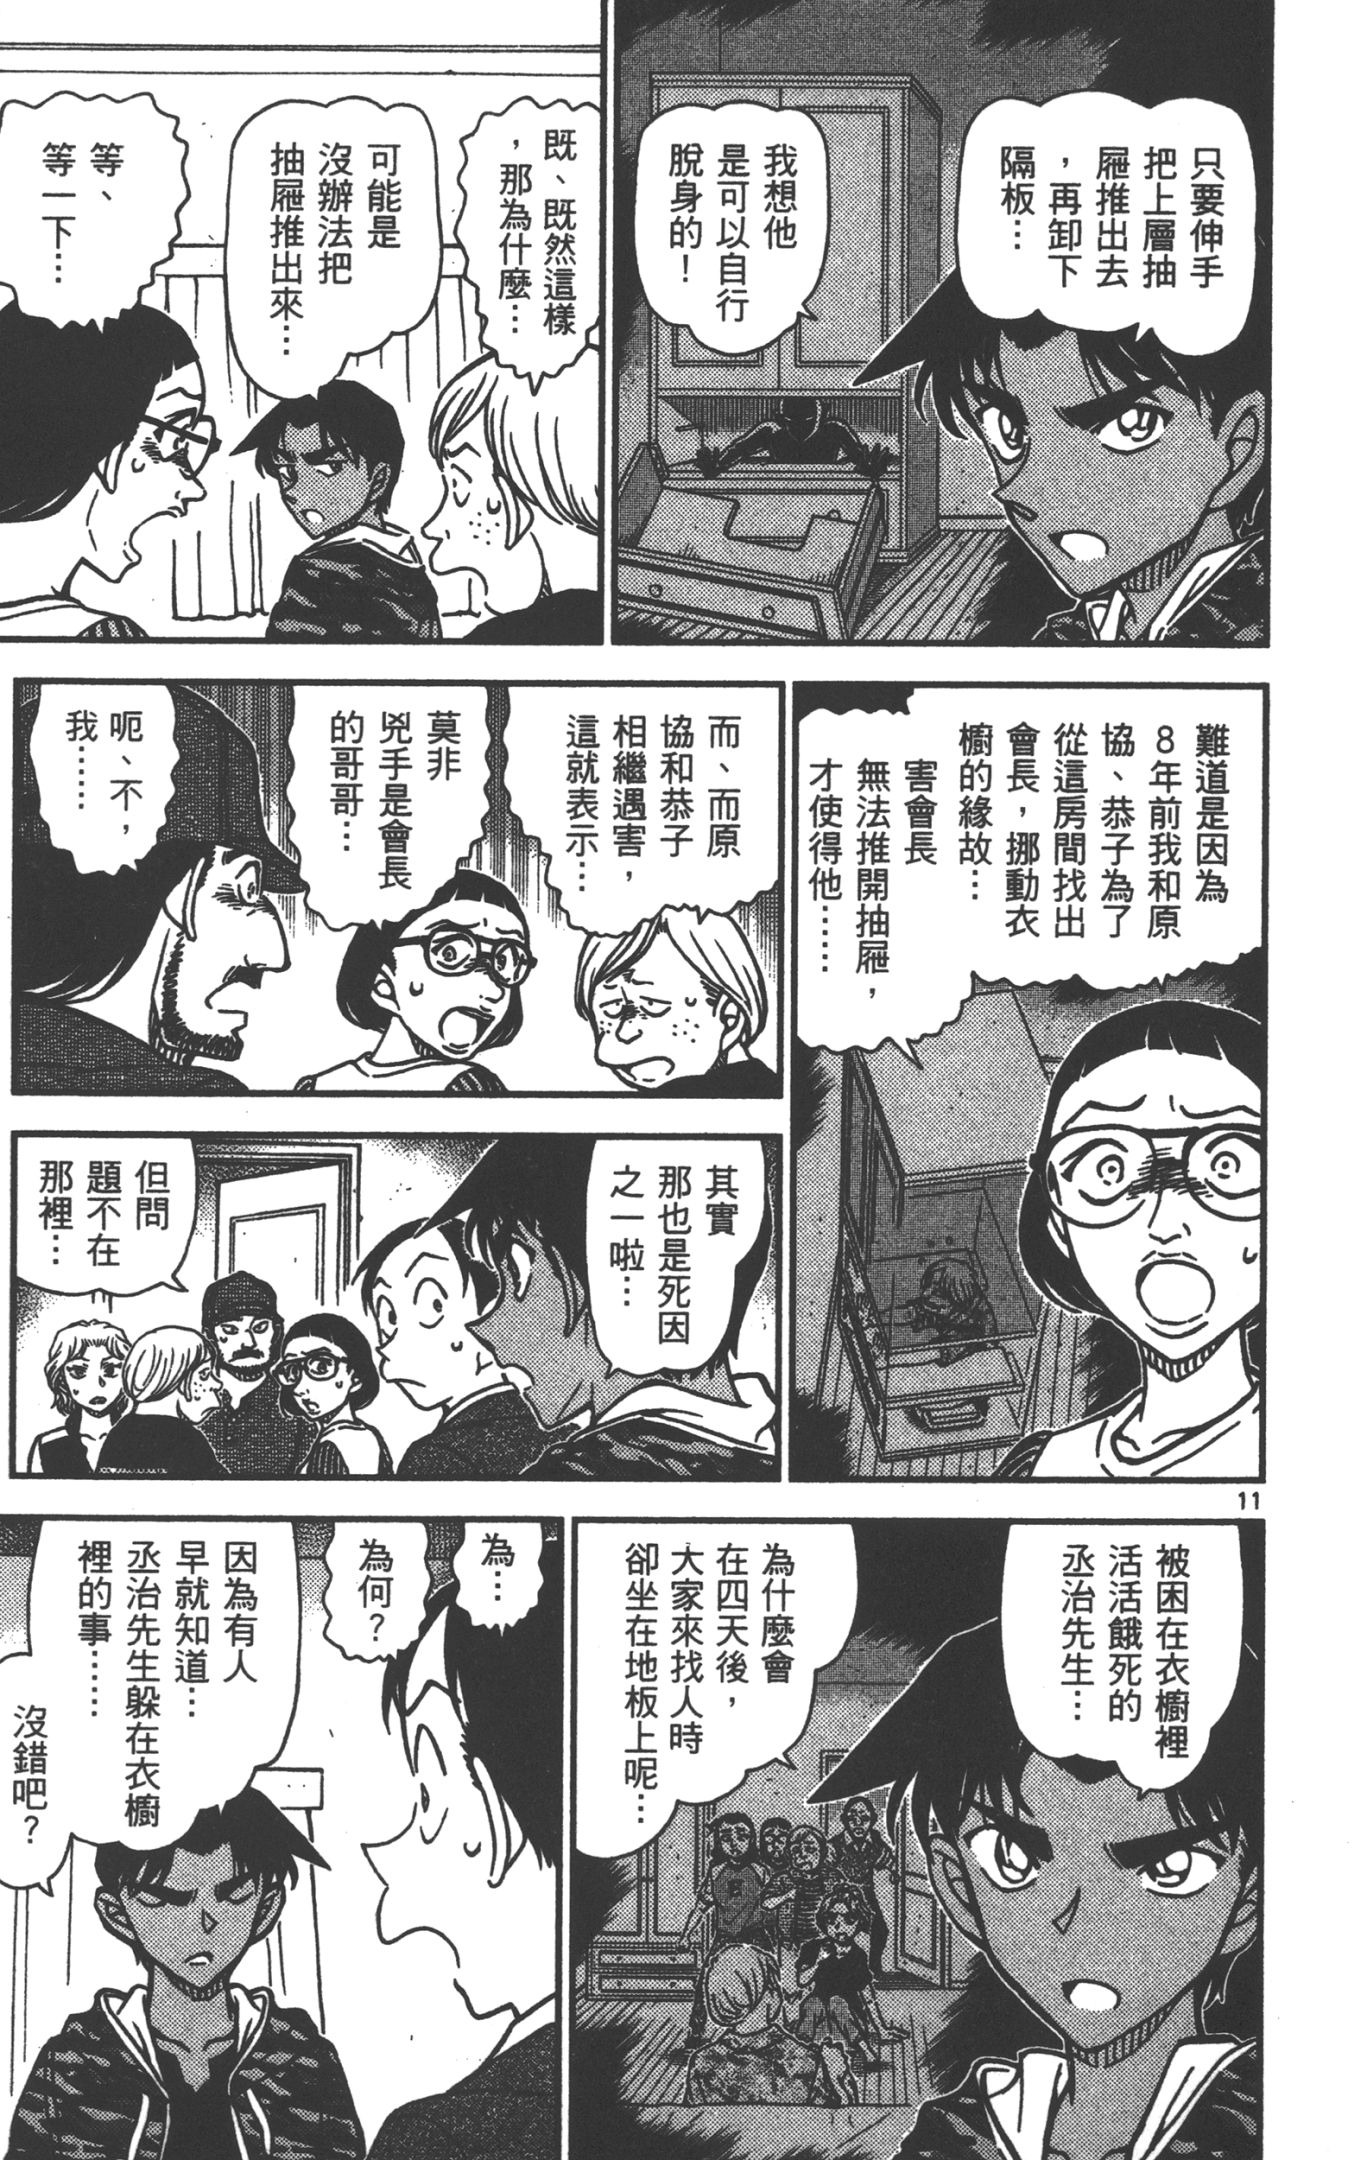 只要伸手
把上層抽
屜推出去
，再卸下
隔板…
我想他
是可以自行
脫身的！
既、既然這樣
，那為什麼…
可能是
沒辦法把
抽屜推出來…
等、
等一下…
難道是因為
8年前我和原
協、恭子為了
從這房間找出
會長，挪動衣
櫥的緣故…
害會長
無法推開抽屜，
才使得他……
而、而原
協和恭子
相繼遇害，
這就表示…
莫非
兇手是會長
的哥哥…
呃、不，
我……
其實
那也是死因
之一啦…
但問
題不在
那裡…
11
被困在衣櫥裡
活活餓死的
丞治先生…
為什麼會
在四天後，
大家來找人時
卻坐在地板上呢…
為…
為何？
因為有人
早就知道…
丞治先生躲在衣櫥
裡的事……
沒錯吧？